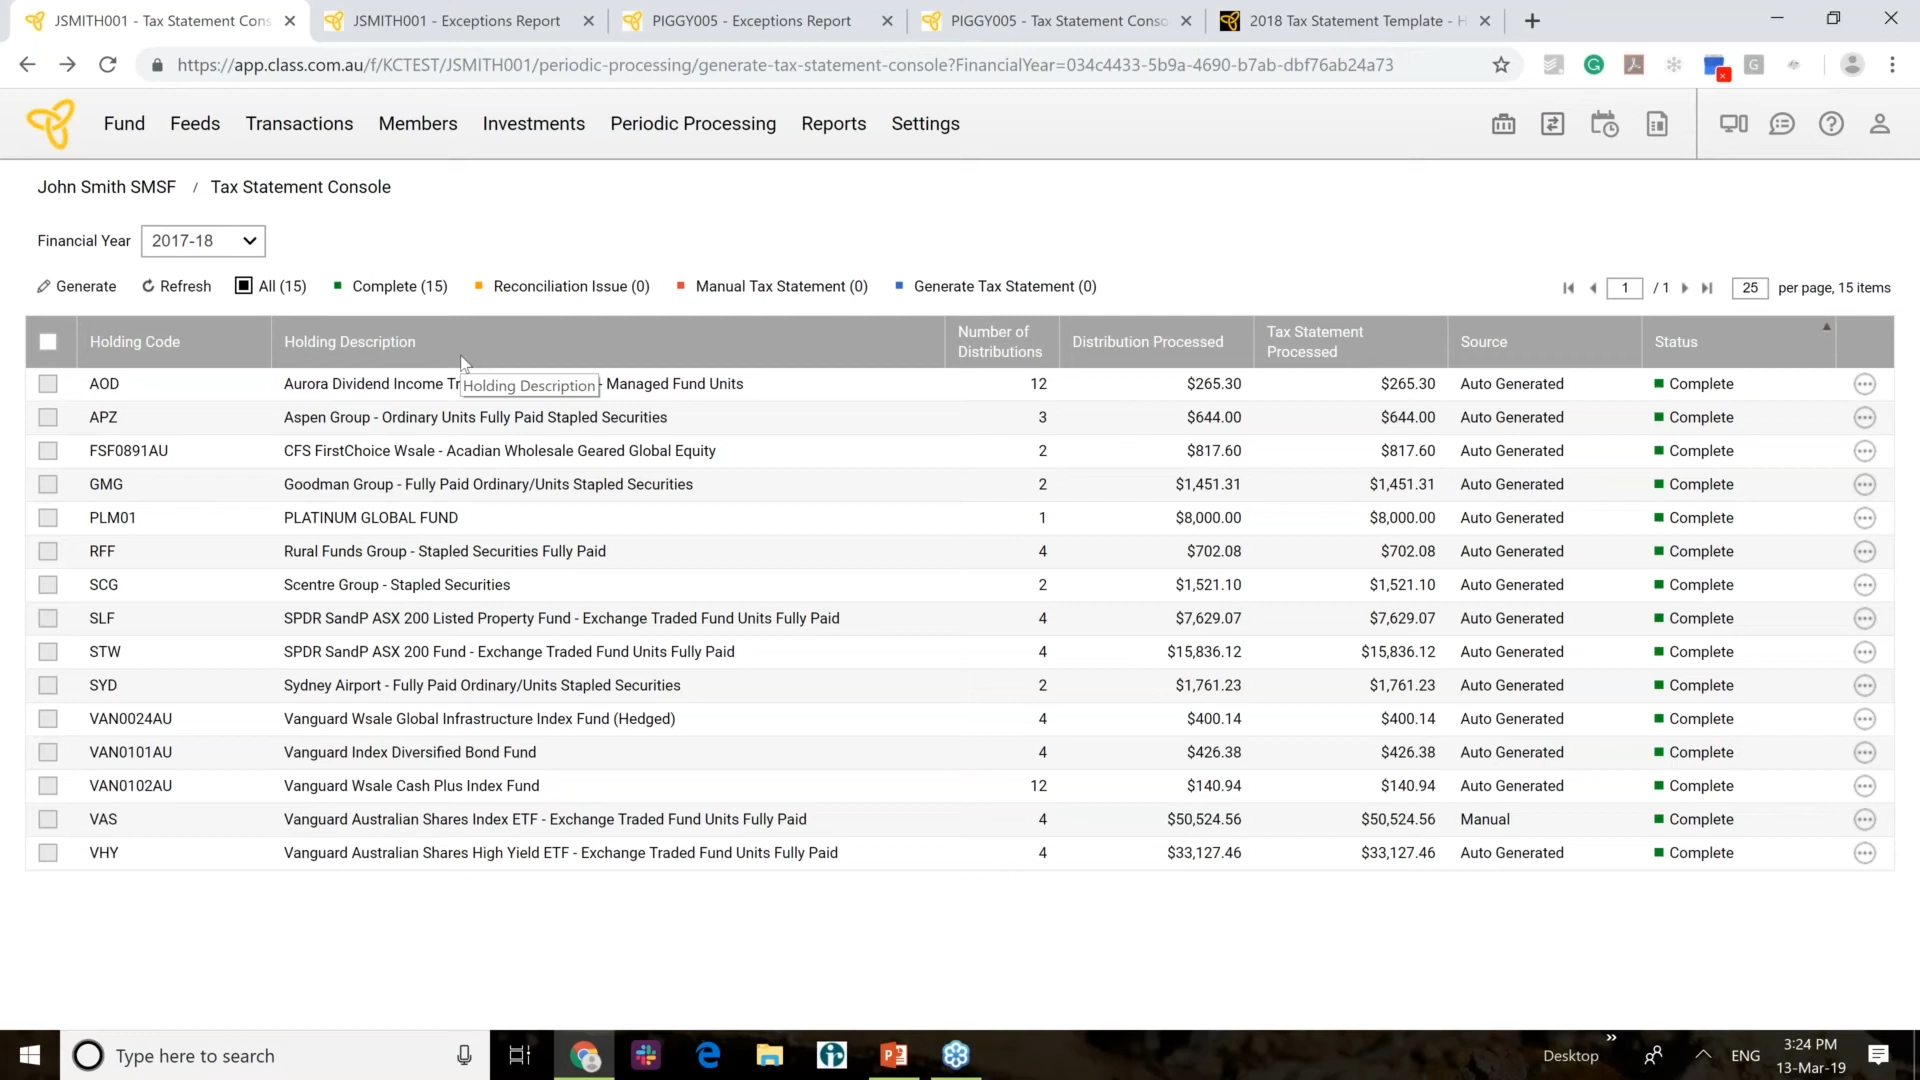 JSMITH001 - Tax Statement Cons
JSMITH001 - Exceptions Report
PIGGY005 - Exceptions Report
PIGGY005 - Tax Statement Conso
2018 Tax Statement Template - H
https://app.class.com.au/f/KCTEST/JSMITH001/periodic-processing/generate-tax-statement-console?FinancialYear=034c4433-5b9a-4690-b7ab-dbf76ab24a73
Fund Feeds Transactions Members Investments Periodic Processing Reports Settings
John Smith SMSF / Tax Statement Console
Financial Year 2017-18
Generate Refresh All (15) Complete (15) Reconciliation Issue (0) Manual Tax Statement (0) Generate Tax Statement (0) 1 / 1 25 per page, 15 items
Holding Code Holding Description Number of Distributions Distribution Processed Tax Statement Processed Source Status
AOD Aurora Dividend Income Tr - Managed Fund Units 12 $265.30 $265.30 Auto Generated Complete
Holding Description
APZ Aspen Group - Ordinary Units Fully Paid Stapled Securities 3 $644.00 $644.00 Auto Generated Complete
FSF0891AU CFS FirstChoice Wsale - Acadian Wholesale Geared Global Equity 2 $817.60 $817.60 Auto Generated Complete
GMG Goodman Group - Fully Paid Ordinary/Units Stapled Securities 2 $1,451.31 $1,451.31 Auto Generated Complete
PLM01 PLATINUM GLOBAL FUND 1 $8,000.00 $8,000.00 Auto Generated Complete
RFF Rural Funds Group - Stapled Securities Fully Paid 4 $702.08 $702.08 Auto Generated Complete
SCG Scentre Group - Stapled Securities 2 $1,521.10 $1,521.10 Auto Generated Complete
SLF SPDR SandP ASX 200 Listed Property Fund - Exchange Traded Fund Units Fully Paid 4 $7,629.07 $7,629.07 Auto Generated Complete
STW SPDR SandP ASX 200 Fund - Exchange Traded Fund Units Fully Paid 4 $15,836.12 $15,836.12 Auto Generated Complete
SYD Sydney Airport - Fully Paid Ordinary/Units Stapled Securities 2 $1,761.23 $1,761.23 Auto Generated Complete
VAN0024AU Vanguard Wsale Global Infrastructure Index Fund (Hedged) 4 $400.14 $400.14 Auto Generated Complete
VAN0101AU Vanguard Index Diversified Bond Fund 4 $426.38 $426.38 Auto Generated Complete
VAN0102AU Vanguard Wsale Cash Plus Index Fund 12 $140.94 $140.94 Auto Generated Complete
VAS Vanguard Australian Shares Index ETF - Exchange Traded Fund Units Fully Paid 4 $50,524.56 $50,524.56 Manual Complete
VHY Vanguard Australian Shares High Yield ETF - Exchange Traded Fund Units Fully Paid 4 $33,127.46 $33,127.46 Auto Generated Complete
Type here to search
Desktop
ENG
3:24 PM
13-Mar-19